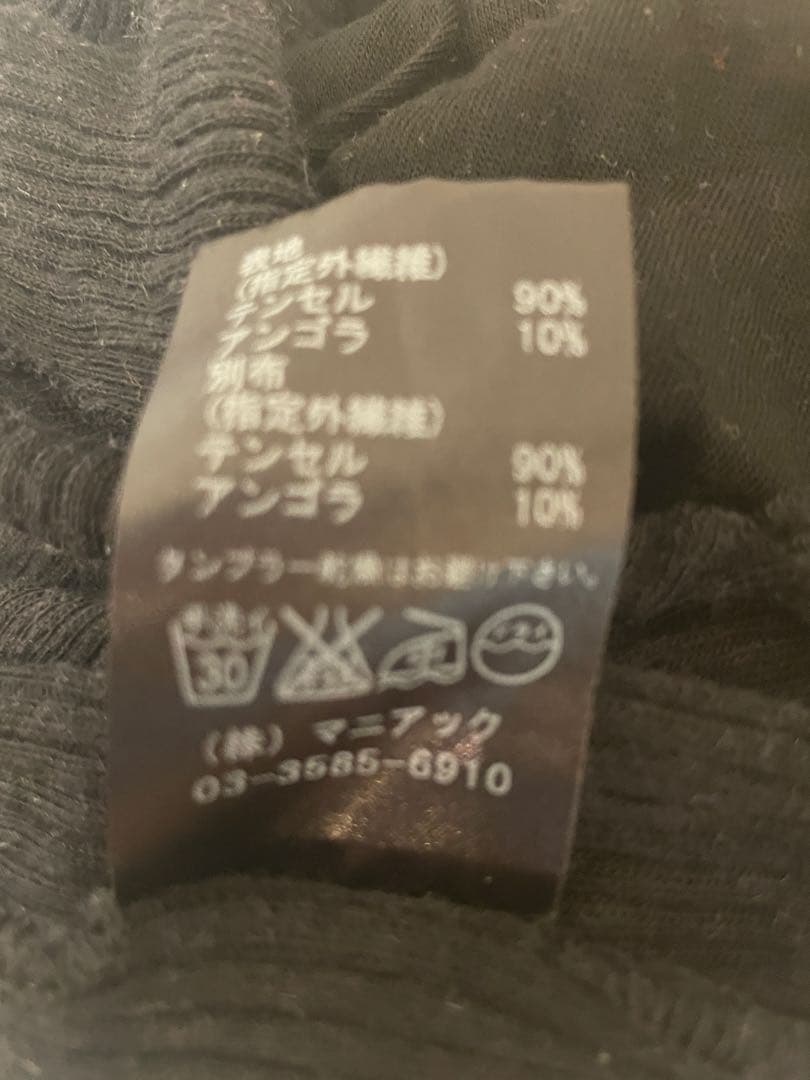 表地
(指定外繊維)
テンセル 90%
アンゴラ 10%
別布
(指定外繊維)
テンセル 90%
アンゴラ 10%
タンブラー乾燥はお避け下さい。
手洗イ
30
(株) マニアック
03-3585-6910